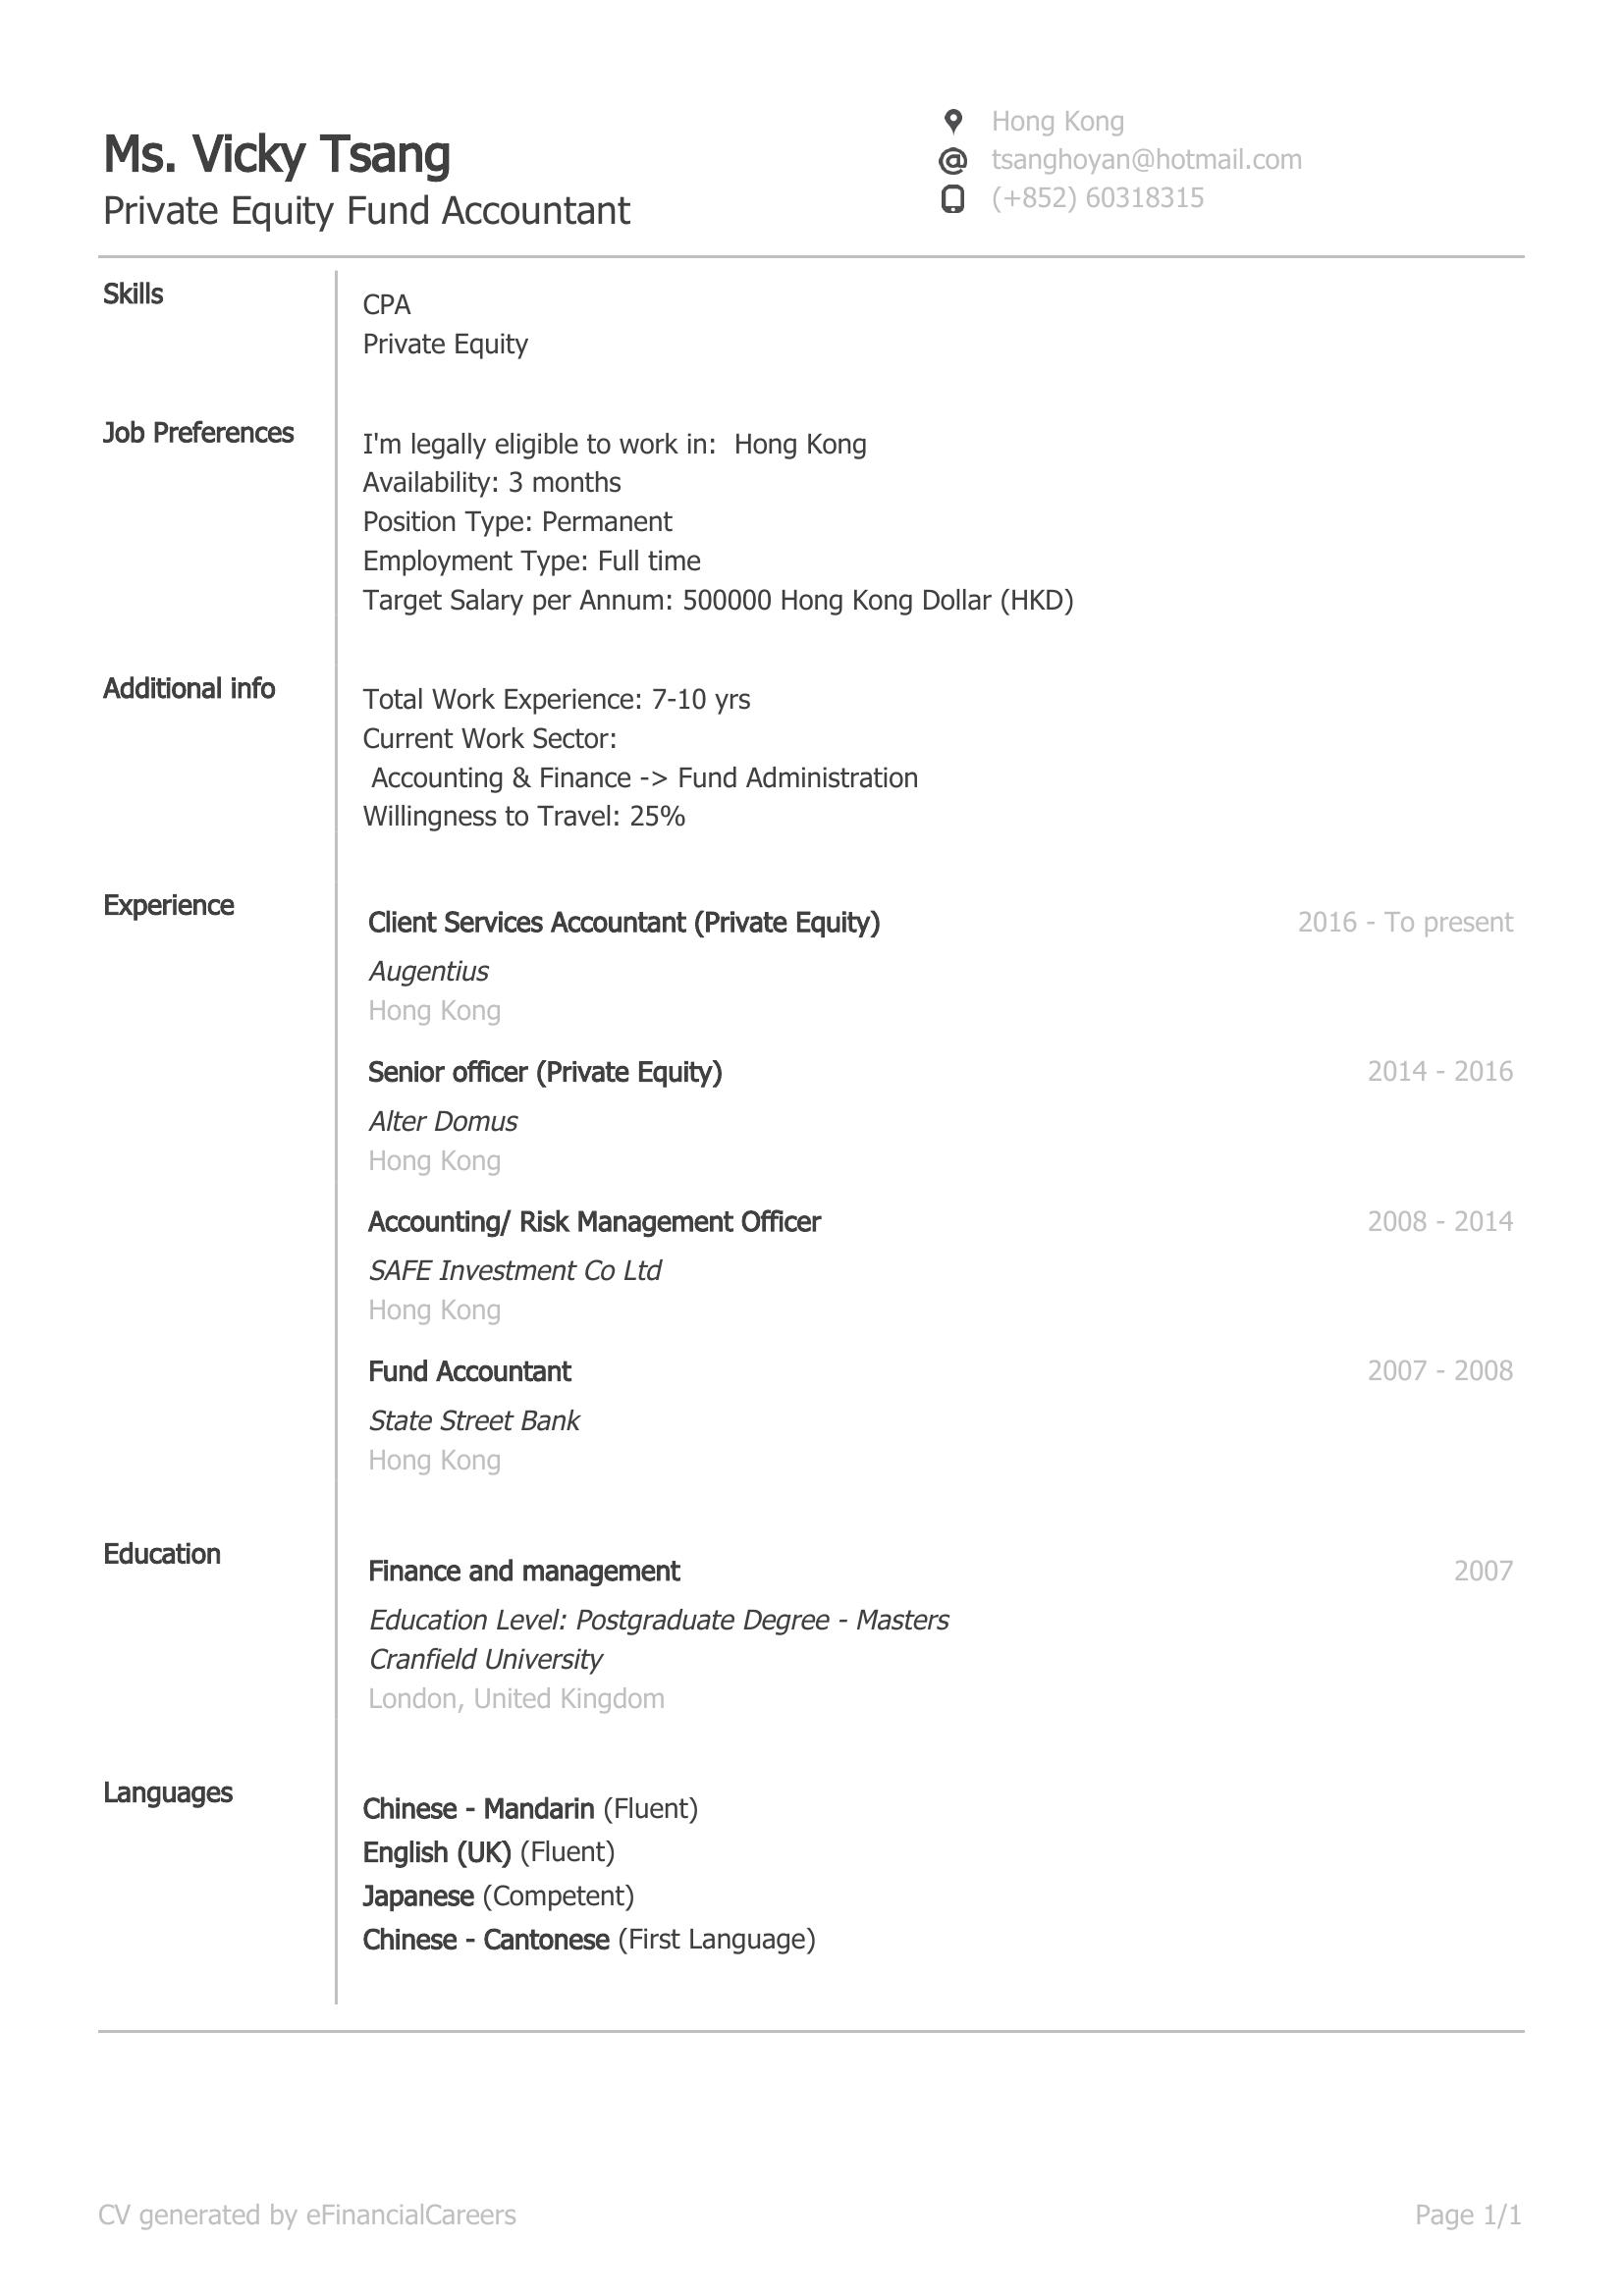 Ms. Vicky Tsang
Private Equity Fund Accountant
Hong Kong
tsanghoyan@hotmail.com
(+852) 60318315
Skills
CPA
Private Equity
Job Preferences
I'm legally eligible to work in:  Hong Kong
Availability: 3 months
Position Type: Permanent
Employment Type: Full time
Target Salary per Annum: 500000 Hong Kong Dollar (HKD)
Additional info
Total Work Experience: 7-10 yrs
Current Work Sector:
Accounting & Finance -> Fund Administration
Willingness to Travel: 25%
Experience
Client Services Accountant (Private Equity) 2016 - To present
Augentius
Hong Kong
Senior officer (Private Equity) 2014 - 2016
Alter Domus
Hong Kong
Accounting/ Risk Management Officer 2008 - 2014
SAFE Investment Co Ltd
Hong Kong
Fund Accountant 2007 - 2008
State Street Bank
Hong Kong
Education
Finance and management 2007
Education Level: Postgraduate Degree - Masters
Cranfield University
London, United Kingdom
Languages
Chinese - Mandarin (Fluent)
English (UK) (Fluent)
Japanese (Competent)
Chinese - Cantonese (First Language)
CV generated by eFinancialCareers Page 1/1